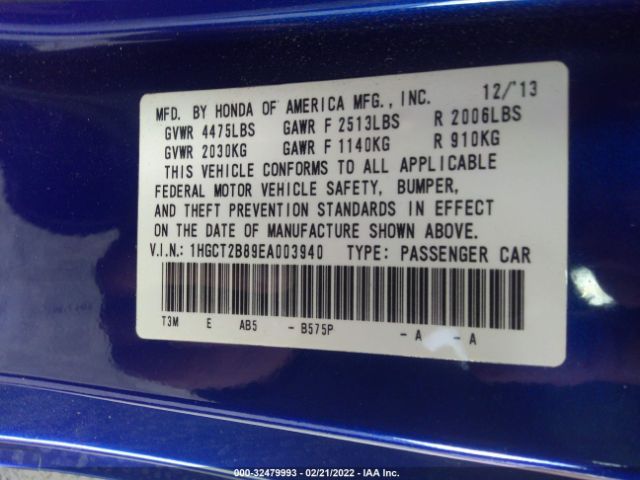 MFD. BY HONDA OF AMERICA MFG., INC. 12/'13
GVWR 4475LBS GAWR F 2513LBS R 2006LBS
GVWR 2030KG GAWR F 1140KG R 910KG
THIS VEHICLE CONFORMS TO ALL APPLICABLE
FEDERAL MOTOR VEHICLE SAFETY, BUMPER,
AND THEFT PREVENTION STANDARDS IN EFFECT
ON THE DATE OF MANUFACTURE SHOWN ABOVE.
V.I.N.: 1HGCT2B89EA003940 TYPE: PASSENGER CAR
T3M E AB5 - B575P - A - A
000-32479993 - 02/21/2022 - IAA Inc.